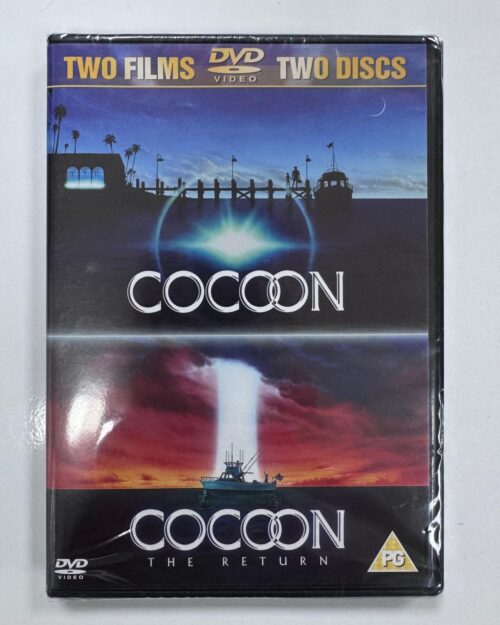 TWO FILMS DVD VIDEO TWO DISCS
COCOON
COCOON
THE RETURN
DVD VIDEO
PG